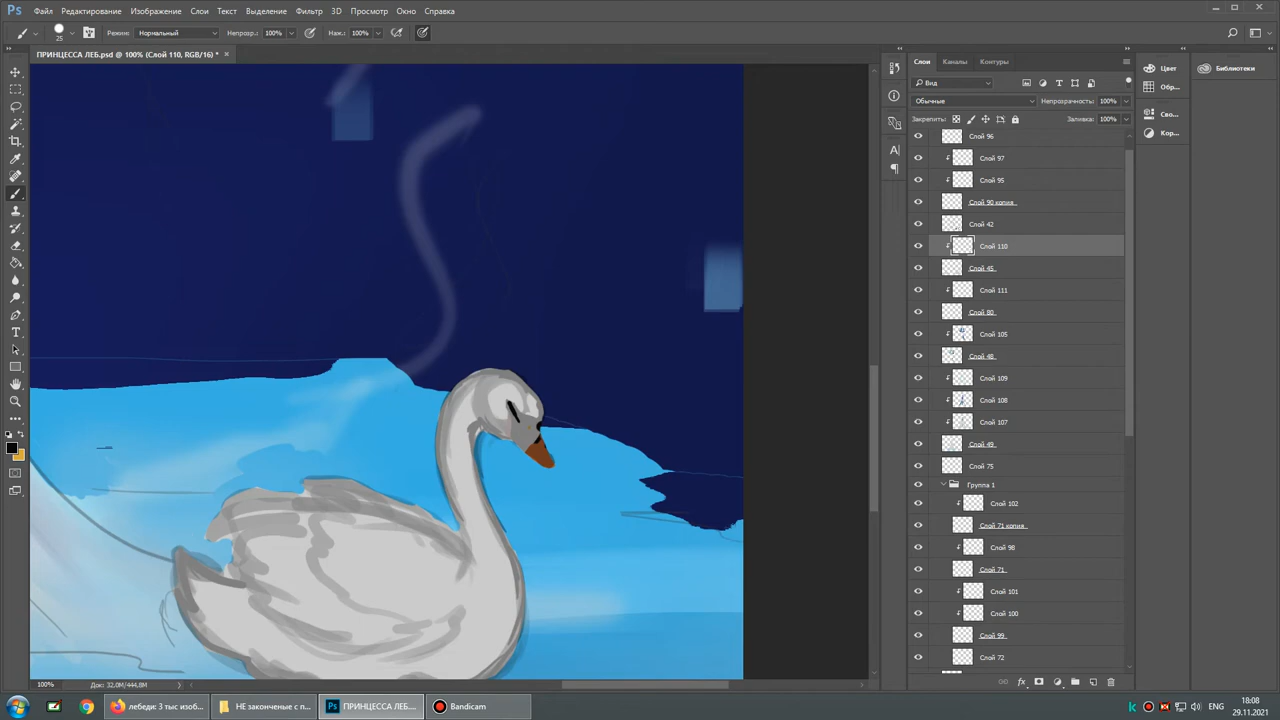 Ps Файл Редактирование Изображение Слои Текст Выделение Фильтр 3D Просмотр Окно Справка
25 Режим: Нормальный Непрозр.: 100% Наж.: 100%
ПРИНЦЕССА ЛЕБ.psd @ 100% (Слой 110, RGB/16) *
Слои Каналы Контуры
Цвет
Библиотеки
Вид
Обр...
Обычные Непрозрачность: 100%
Сво...
Закрепить: Заливка: 100%
Кор...
Слой 96
Слой 97
Слой 95
Слой 90 копия
Слой 42
Слой 110
Слой 45
Слой 111
Слой 80
Слой 105
Слой 48
Слой 109
Слой 108
Слой 107
Слой 49
Слой 75
Группа 1
Слой 102
Слой 71 копия
Слой 98
Слой 71
Слой 101
Слой 100
Слой 99
Слой 72
100% Док: 32,0M/444,8M
fx
лебеди: 3 тыс изоб...
НЕ законченые с п...
Ps ПРИНЦЕССА ЛЕБ...
Bandicam
ENG
18:08
29.11.2021